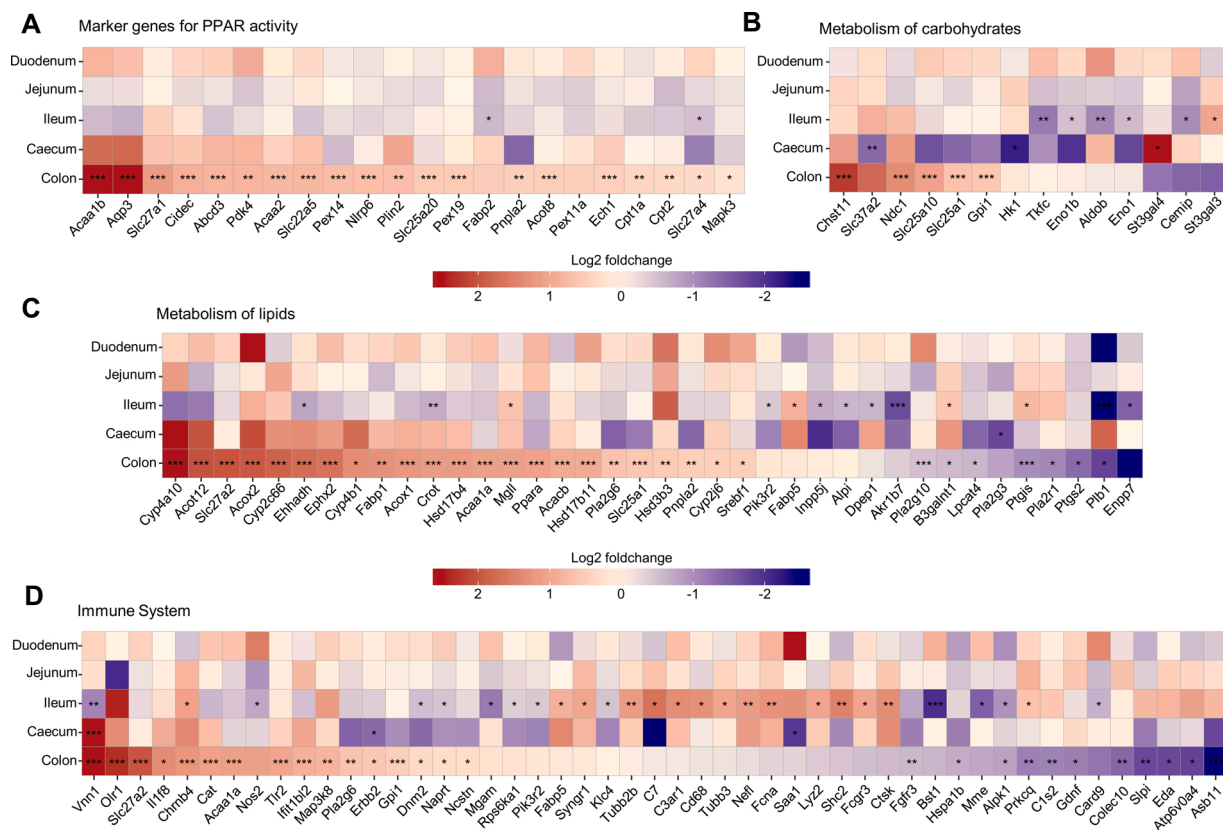 A
Marker genes for PPAR activity
Duodenum
Jejunum
Ileum * *
Caecum
Colon *** *** *** *** *** ** *** *** *** *** ** *** *** ** *** *** ** ** * *
Acaa1b Aqp3 Slc27a1 Cidec Abcd3 Pdk4 Acaa2 Slc22a5 Pex14 Nlrp6 Plin2 Slc25a20 Pex19 Fabp2 Pnpla2 Acot8 Pex11a Ech1 Cpt1a Cpt2 Slc27a4 Mapk3
B
Metabolism of carbohydrates
Duodenum
Jejunum
Ileum ** * ** * * *
Caecum ** * *
Colon *** *** *** *** ***
Chst11 Slc37a2 Ndc1 Slc25a10 Slc25a1 Gpi1 Hk1 Tkfc Eno1b Aldob Eno1 St3gal4 Cemip St3gal3
Log2 foldchange
2 1 0 -1 -2
C
Metabolism of lipids
Duodenum
Jejunum
Ileum * ** * * * * * * *** * * *** *
Caecum *
Colon *** *** *** *** *** *** *** * ** *** *** *** *** *** *** *** *** ** *** ** ** * * *** * * *** * * *
Cyp4a10 Acot12 Slc27a2 Acox2 Cyp2c66 Ehhadh Ephx2 Cyp4b1 Fabp1 Acox1 Crot Hsd17b4 Acaa1a Mgll Ppara Acacb Hsd17b11 Pla2g6 Slc25a1 Hsd3b3 Pnpla2 Cyp2j6 Srebf1 Pik3r2 Fabp5 Inpp5j Alpi Dpep1 Akr1b7 Pla2g10 B3galnt1 Lpcat4 Pla2g3 Ptgis Pla2r1 Ptgs2 Plb1 Enpp7
Log2 foldchange
2 1 0 -1 -2
D
Immune System
Duodenum
Jejunum
Ileum ** * * * * * * * * * * ** * * * * ** ** * ** * ** *** * * * *
Caecum *** * *
Colon *** *** *** * *** *** *** *** *** ** ** * *** * * * ** * * ** ** * ** ** * * ***
Vnn1 Olr1 Slc27a2 Il1f8 Chrnb4 Cat Acaa1a Nos2 Tlr2 Ifit1bl2 Map3k8 Pla2g6 Erbb2 Gpi1 Dnm2 Naprt Ncstn Mgam Rps6ka1 Pik3r2 Fabp5 Syngr1 Klc4 Tubb2b C7 C3ar1 Cd68 Tubb3 Nefl Fcna Saa1 Lyz2 Shc2 Fcgr3 Ctsk Fgfr3 Bst1 Hspa1b Mme Alpk1 Prkcq C1s2 Gdnf Card9 Colec10 Slpi Eda Atp6v0a4 Asb11